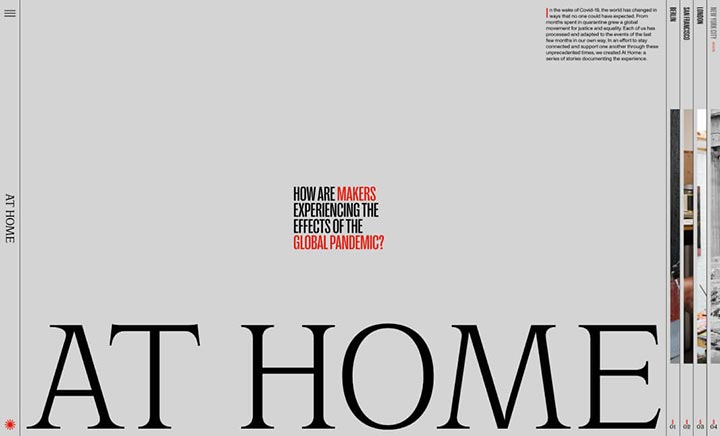 In the wake of Covid-19, the world has changed in
ways that no one could have expected. From
months spent in quarantine grew a global
movement for justice and equality. Each of us has
processed and adapted to the events of the last
few months in our own way. In an effort to stay
connected and support one another through these
unprecedented times, we created At Home: a
series of stories documenting the experience.
BERLIN
SAN FRANCISCO
LONDON
NEW YORK CITY
AT HOME
HOW ARE MAKERS
EXPERIENCING THE
EFFECTS OF THE
GLOBAL PANDEMIC?
AT HOME
01
02
03
04